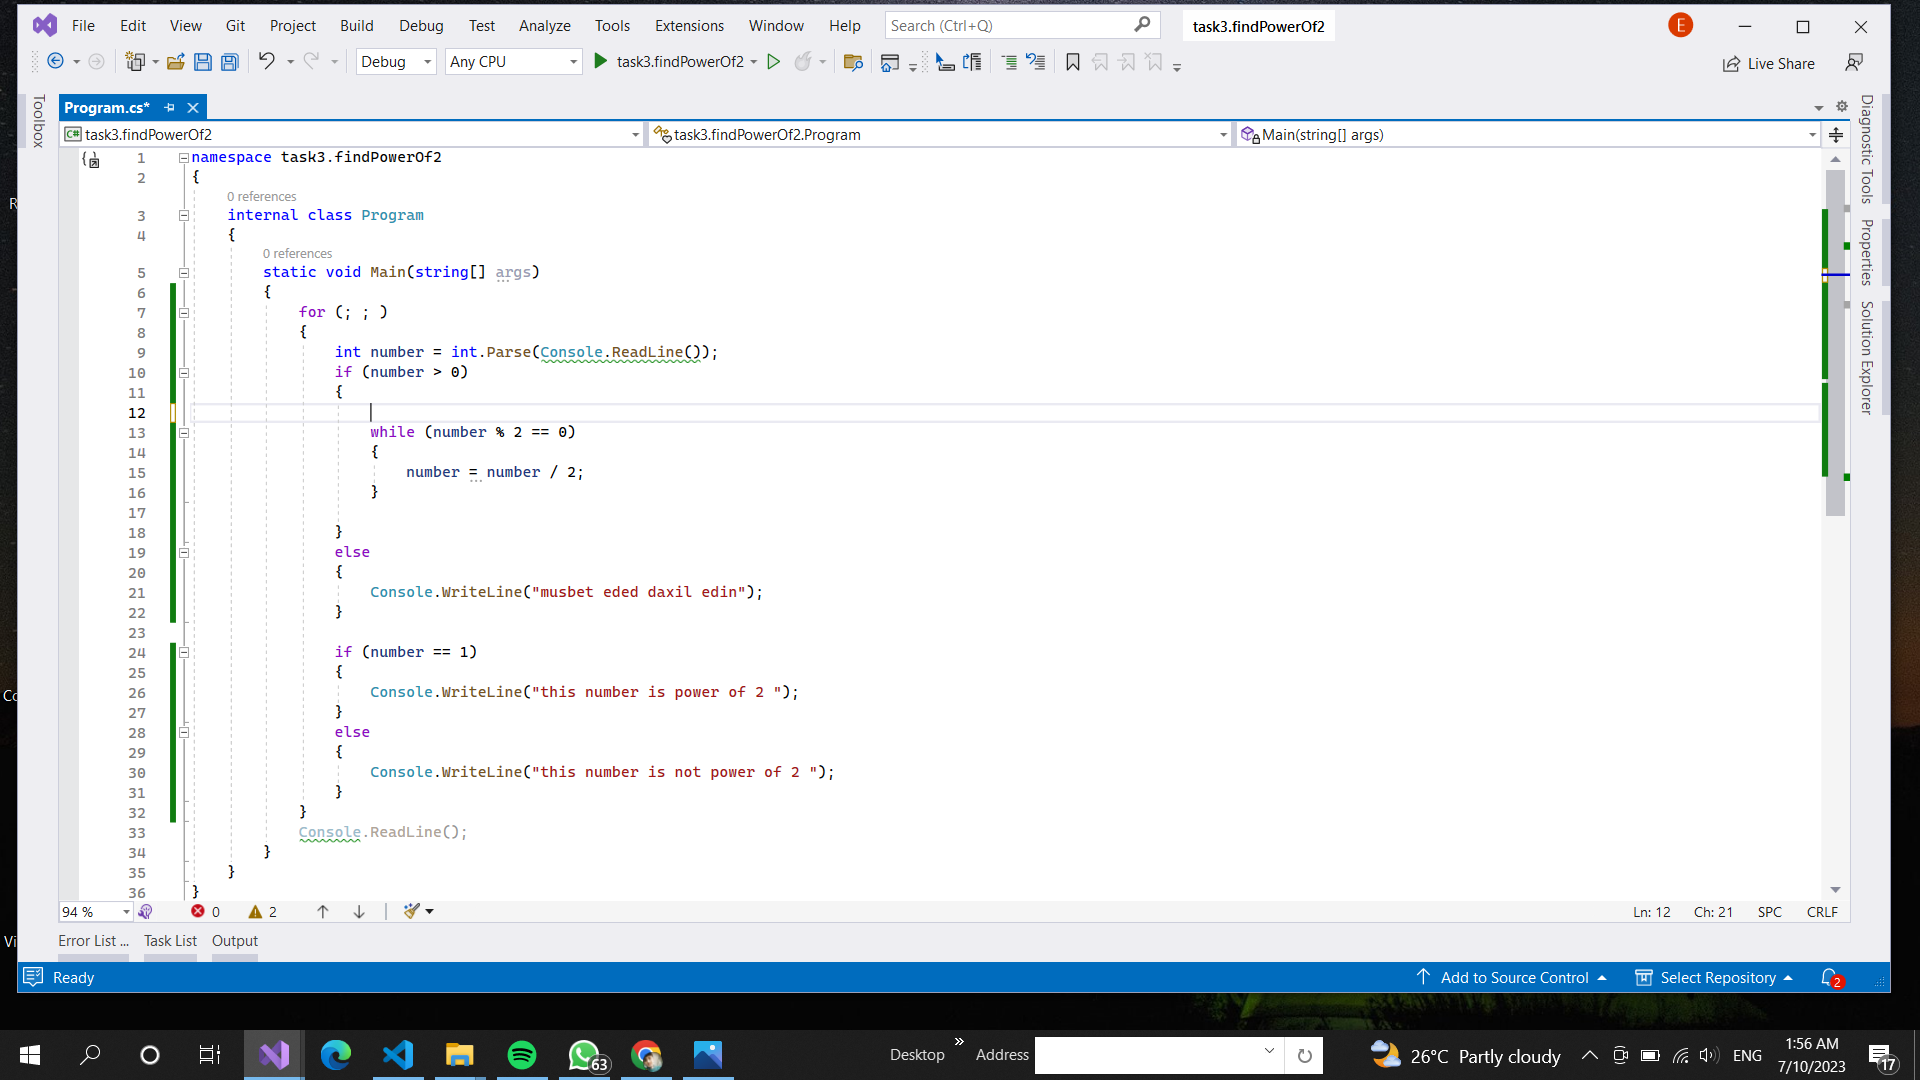 File Edit View Git Project Build Debug Test Analyze Tools Extensions Window Help Search (Ctrl+Q) task3.findPowerOf2 E
Debug Any CPU task3.findPowerOf2 Live Share
Toolbox
Program.cs*
task3.findPowerOf2 task3.findPowerOf2.Program Main(string[] args)
1 namespace task3.findPowerOf2
2 {
0 references
3 internal class Program
4 {
0 references
5 static void Main(string[] args)
6 {
7 for (; ; )
8 {
9 int number = int.Parse(Console.ReadLine());
10 if (number > 0)
11 {
12
13 while (number % 2 == 0)
14 {
15 number = number / 2;
16 }
17
18 }
19 else
20 {
21 Console.WriteLine("musbet eded daxil edin");
22 }
23
24 if (number == 1)
25 {
26 Console.WriteLine("this number is power of 2 ");
27 }
28 else
29 {
30 Console.WriteLine("this number is not power of 2 ");
31 }
32 }
33 Console.ReadLine();
34 }
35 }
36 }
Diagnostic Tools
Properties
Solution Explorer
94 % 0 2 Ln: 12 Ch: 21 SPC CRLF
Error List ... Task List Output
Ready Add to Source Control Select Repository 2
R
Co
Vi
63 Desktop » Address 26°C Partly cloudy ENG 1:56 AM 7/10/2023 17